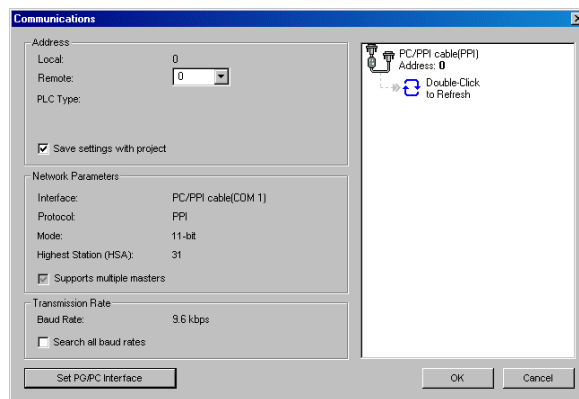 Communications
Address
Local: 0
Remote: 0
PLC Type:
Save settings with project
Network Parameters
Interface: PC/PPI cable(COM 1)
Protocol: PPI
Mode: 11-bit
Highest Station (HSA): 31
Supports multiple masters
Transmission Rate
Baud Rate: 9.6 kbps
Search all baud rates
Set PG/PC Interface
PC/PPI cable(PPI)
Address: 0
Double-Click
to Refresh
OK
Cancel